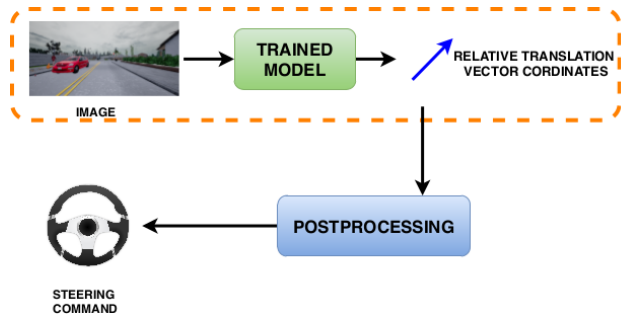 TRAINED
MODEL
RELATIVE TRANSLATION
VECTOR CORDINATES
IMAGE
POSTPROCESSING
STEERING
COMMAND